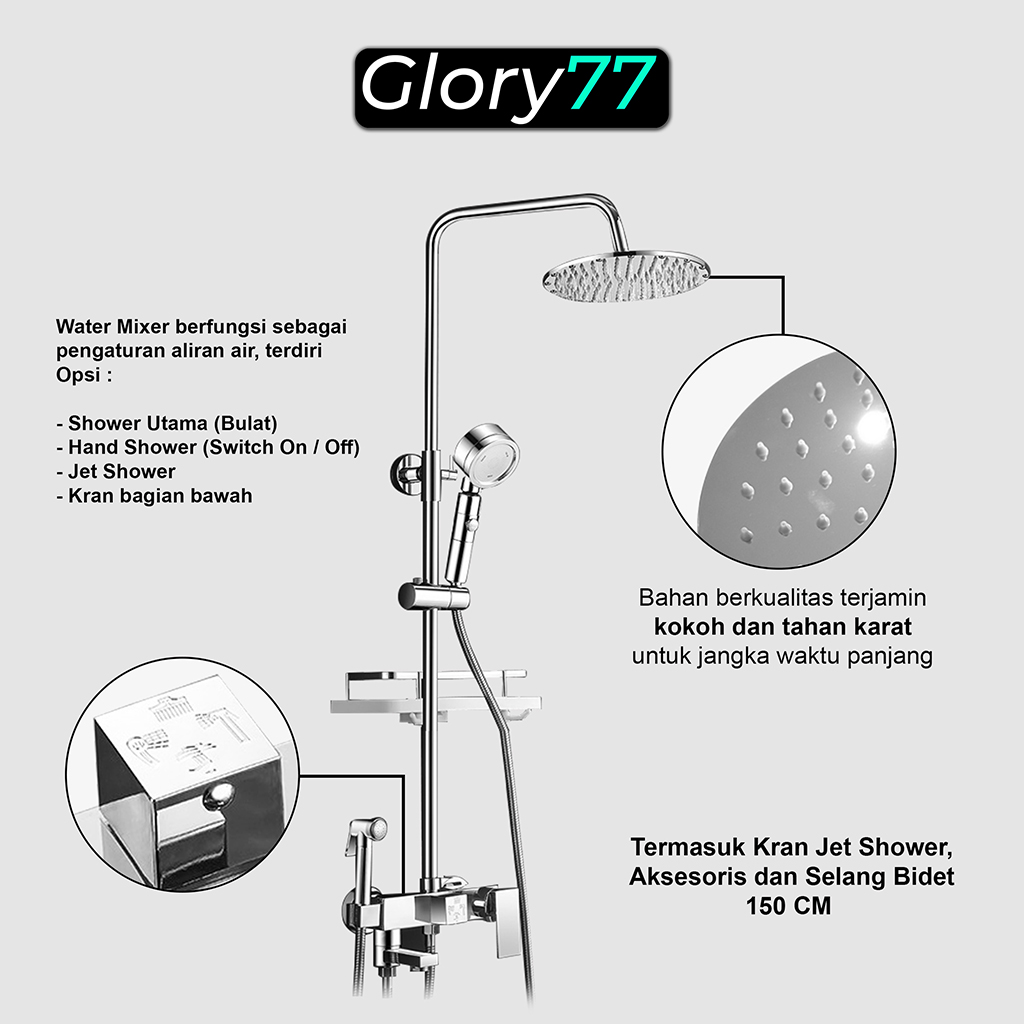 Glory77
Water Mixer berfungsi sebagai
pengaturan aliran air, terdiri
Opsi :
- Shower Utama (Bulat)
- Hand Shower (Switch On / Off)
- Jet Shower
- Kran bagian bawah
Bahan berkualitas terjamin
kokoh dan tahan karat
untuk jangka waktu panjang
Termasuk Kran Jet Shower,
Aksesoris dan Selang Bidet
150 CM